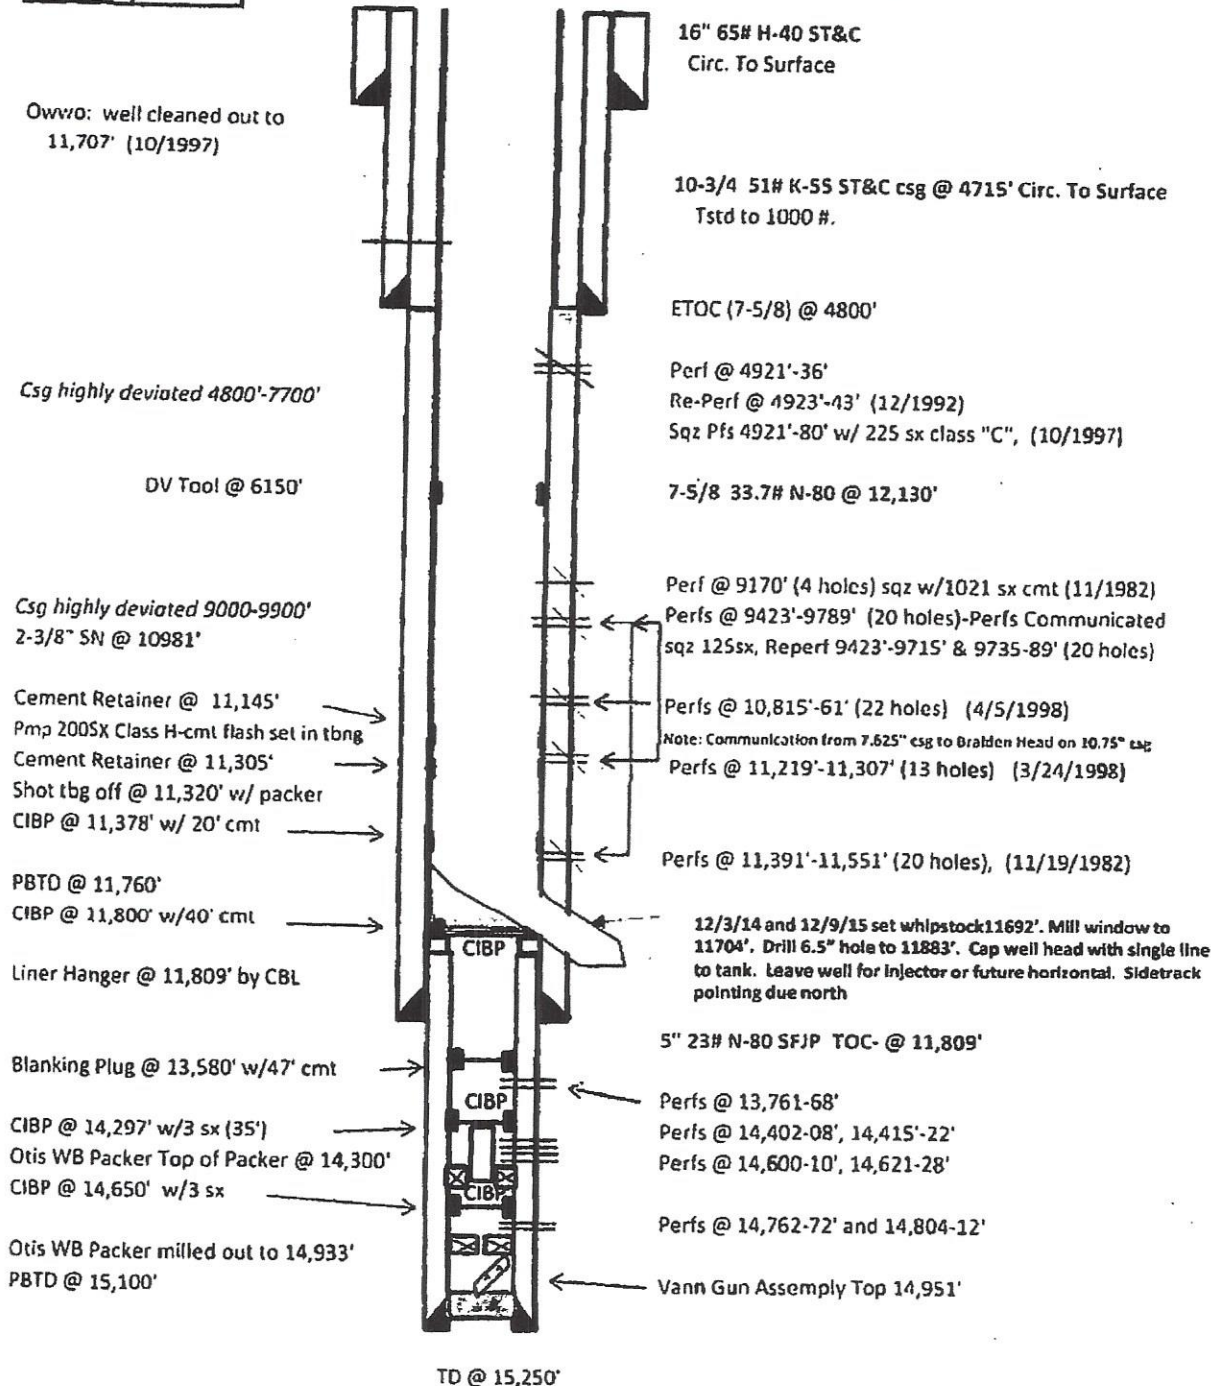 16" 65# H-40 ST&C
Circ. To Surface
Owwo: well cleaned out to
11,707' (10/1997)
10-3/4 51# K-55 ST&C csg @ 4715' Circ. To Surface
Tstd to 1000 #.
ETOC (7-5/8) @ 4800'
Csg highly deviated 4800'-7700'
Perf @ 4921'-36'
Re-Perf @ 4923'-43' (12/1992)
Sqz Pfs 4921'-80' w/ 225 sx class "C", (10/1997)
DV Tool @ 6150'
7-5/8 33.7# N-80 @ 12,130'
Csg highly deviated 9000-9900'
2-3/8" SN @ 10981'
Perf @ 9170' (4 holes) sqz w/1021 sx cmt (11/1982)
Perfs @ 9423'-9789' (20 holes)-Perfs Communicated
sqz 125sx, Reperf 9423'-9715' & 9735-89' (20 holes)
Cement Retainer @ 11,145'
Pmp 200SX Class H-cmt flash set in tbng
Cement Retainer @ 11,305'
Shot tbg off @ 11,320' w/ packer
CIBP @ 11,378' w/ 20' cmt
Perfs @ 10,815'-61' (22 holes) (4/5/1998)
Note: Communication from 7.625" csg to Bralden Head on 10.75" csg
Perfs @ 11,219'-11,307' (13 holes) (3/24/1998)
Perfs @ 11,391'-11,551' (20 holes), (11/19/1982)
PBTD @ 11,760'
CIBP @ 11,800' w/40' cmt
Liner Hanger @ 11,809' by CBL
CIBP
12/3/14 and 12/9/15 set whipstock11692'. Mill window to
11704'. Drill 6.5" hole to 11883'. Cap well head with single line
to tank. Leave well for injector or future horizontal. Sidetrack
pointing due north
5" 23# N-80 SFJP TOC- @ 11,809'
Blanking Plug @ 13,580' w/47' cmt
CIBP @ 14,297' w/3 sx (35')
Otis WB Packer Top of Packer @ 14,300'
CIBP @ 14,650' w/3 sx
CIBP
CIBP
Perfs @ 13,761-68'
Perfs @ 14,402-08', 14,415'-22'
Perfs @ 14,600-10', 14,621-28'
Perfs @ 14,762-72' and 14,804-12'
Otis WB Packer milled out to 14,933'
PBTD @ 15,100'
Vann Gun Assemply Top 14,951'
TD @ 15,250'